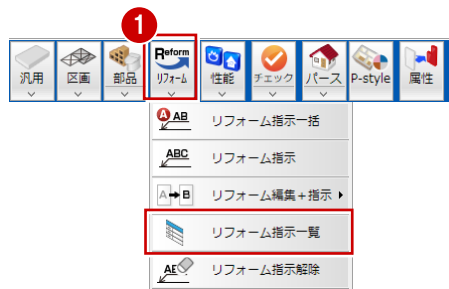 1
Reform
汎用 区画 部品 リフォーム 性能 チェック パース P-style 属性
A AB リフォーム指示一括
ABC リフォーム指示
A B リフォーム編集+指示
リフォーム指示一覧
AE リフォーム指示解除